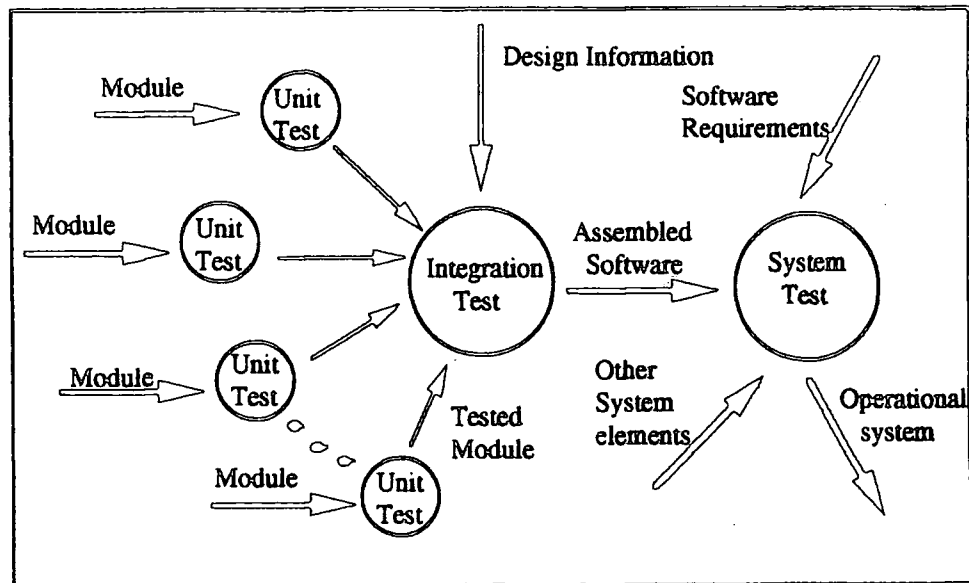 Design Information
Module
Unit
Test
Software
Requirements
Module
Unit
Test
Integration
Test
Assembled
Software
System
Test
Module
Unit
Test
Tested
Module
Other
System
elements
Operational
system
Module
Unit
Test